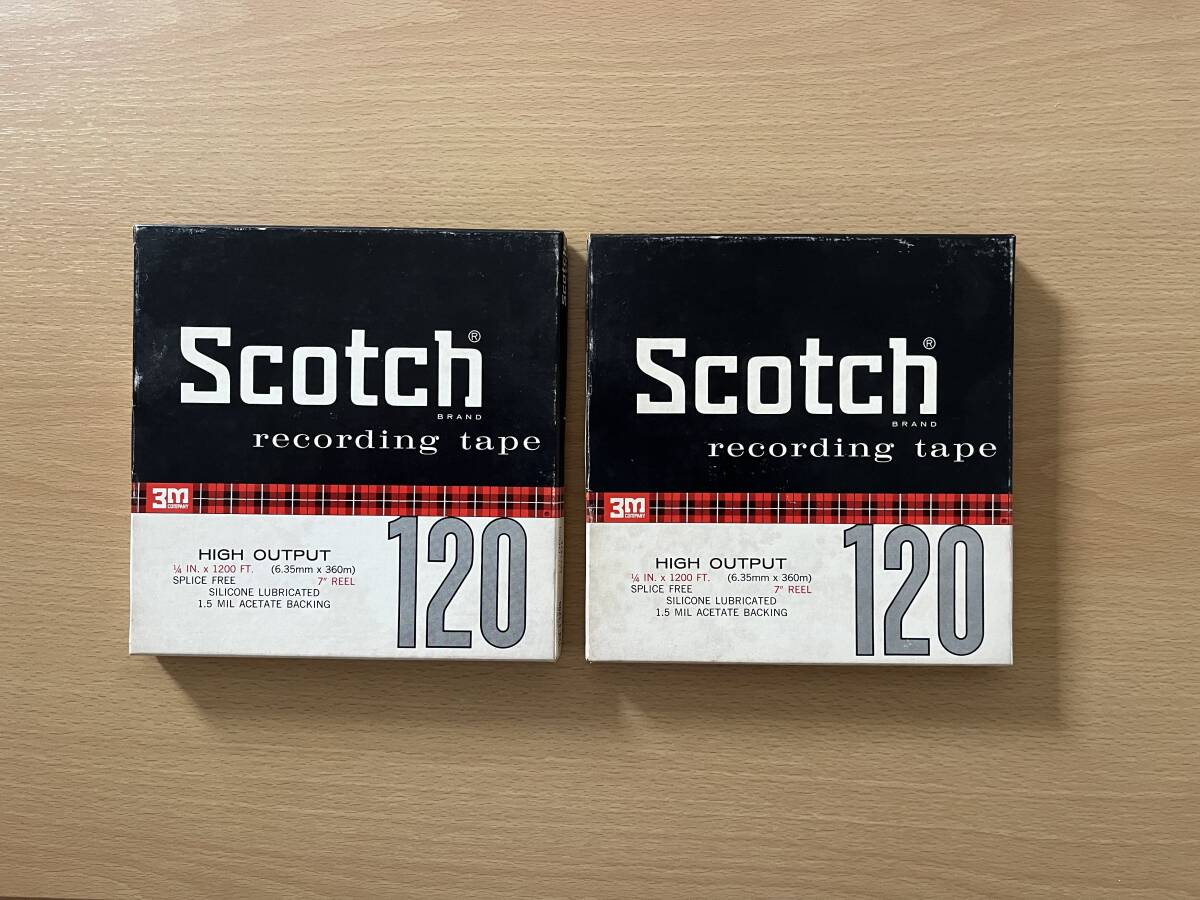 Scotch®
BRAND
recording tape
3M
COMPANY
120
HIGH OUTPUT
¼ IN. x 1200 FT. (6.35mm x 360m)
SPLICE FREE 7" REEL
SILICONE LUBRICATED
1.5 MIL ACETATE BACKING
Scotch®
BRAND
recording tape
3M
COMPANY
120
HIGH OUTPUT
¼ IN. x 1200 FT. (6.35mm x 360m)
SPLICE FREE 7" REEL
SILICONE LUBRICATED
1.5 MIL ACETATE BACKING